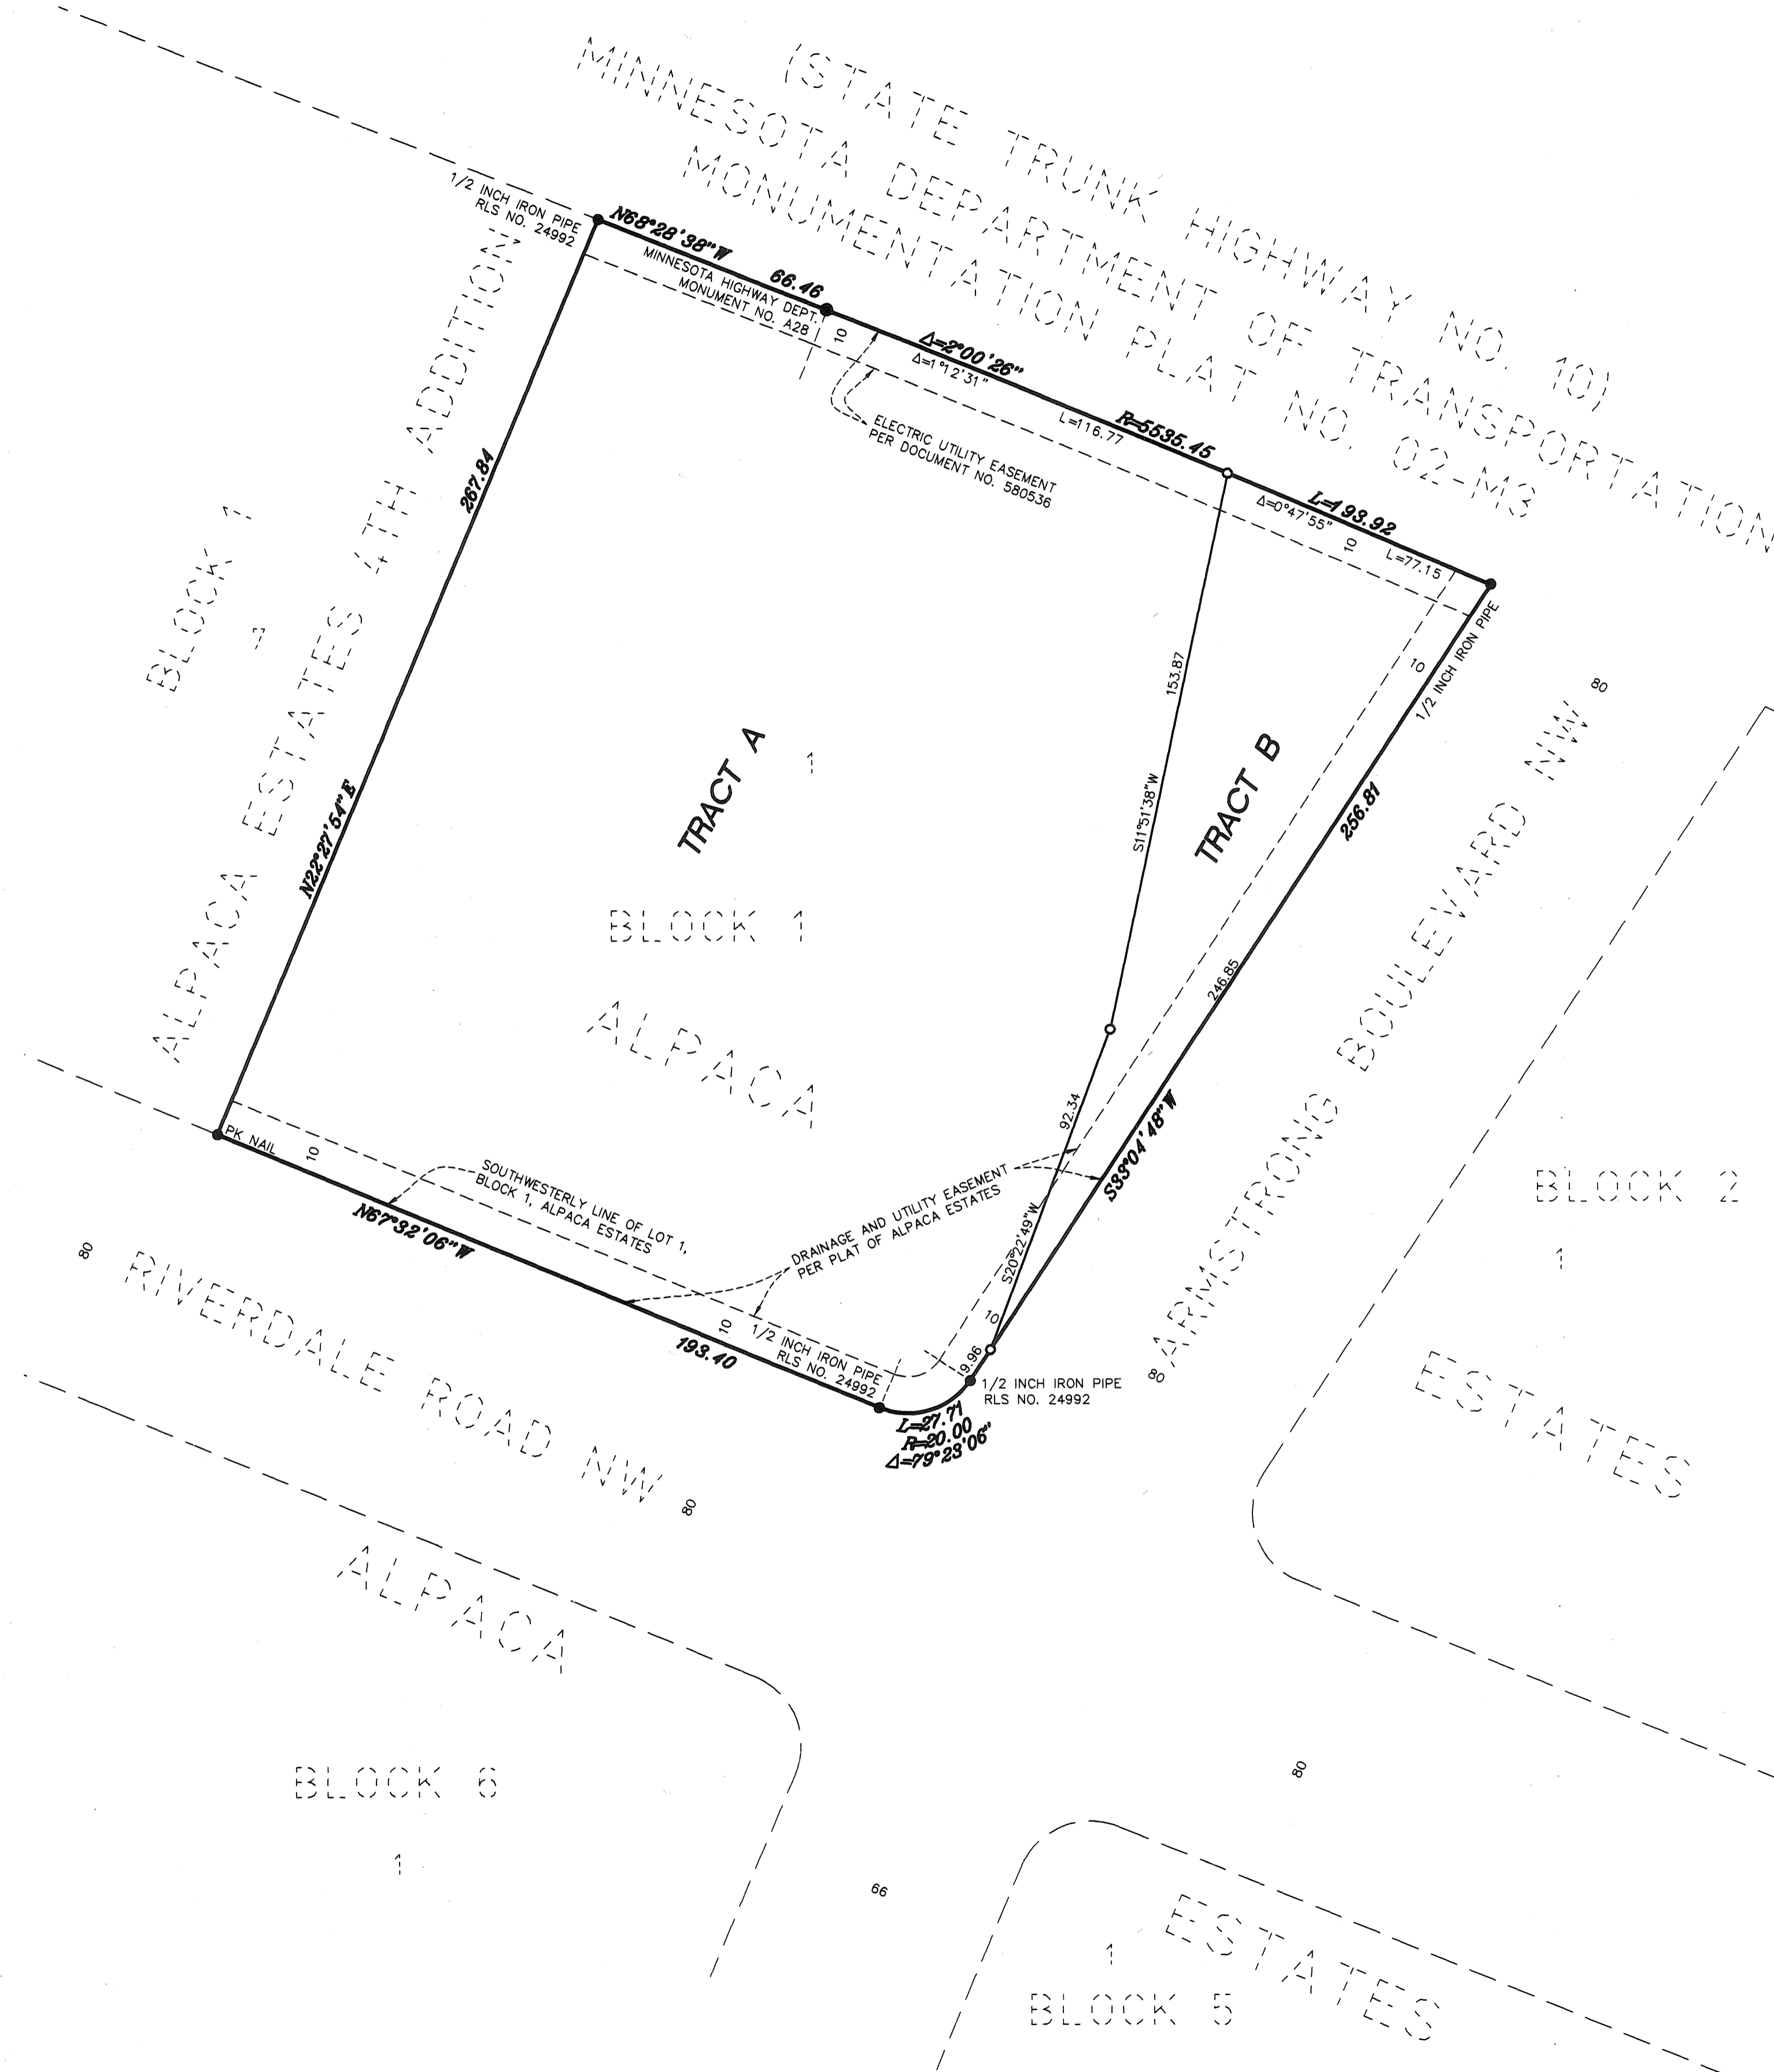 (STATE TRUNK HIGHWAY NO. 10)
MINNESOTA DEPARTMENT OF TRANSPORTATION
MONUMENTATION PLAT NO. 02-M3
1/2 INCH IRON PIPE
RLS NO. 24992
N68°28'38"W
66.46
MINNESOTA HIGHWAY DEPT.
MONUMENT NO. A28
10
Δ=2°00'26"
Δ=1°12'31"
R=5535.45
L=116.77
L=193.92
Δ=0°47'55"
10
L=77.15
ELECTRIC UTILITY EASEMENT
PER DOCUMENT NO. 580536
ALPACA ESTATES 4TH ADDITION
BLOCK 1
267.84
N22°27'54"E
153.87
S11°51'38"W
10
1/2 INCH IRON PIPE
80
TRACT A
1
TRACT B
256.81
BLOCK 1
246.85
ALPACA
ARMSTRONG BOULEVARD NW
80
92.34
S20°22'49"W
S33°04'48"W
PK NAIL
10
SOUTHWESTERLY LINE OF LOT 1,
BLOCK 1, ALPACA ESTATES
DRAINAGE AND UTILITY EASEMENT
PER PLAT OF ALPACA ESTATES
N67°32'06"W
193.40
10
1/2 INCH IRON PIPE
RLS NO. 24992
10
9.96
1/2 INCH IRON PIPE
RLS NO. 24992
L=27.71
R=20.00
Δ=79°23'06"
80
RIVERDALE ROAD NW
80
BLOCK 2
1
ESTATES
ALPACA
BLOCK 6
1
80
66
ESTATES
1
BLOCK 5